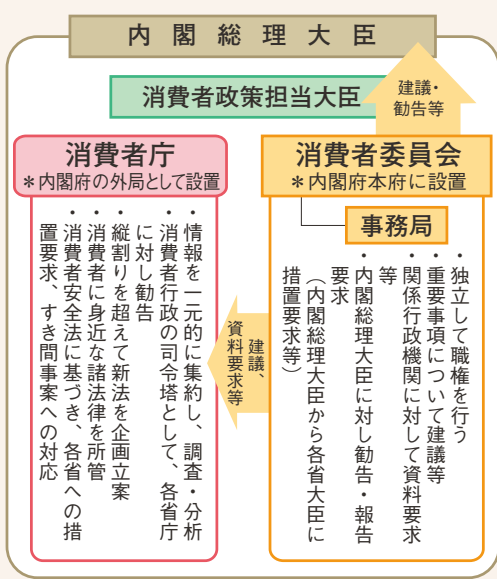 内閣総理大臣
消費者政策担当大臣
建議・
勧告等
消費者庁
＊内閣府の外局として設置
・情報を一元的に集約し、調査・分析
・消費者行政の司令塔として、各省庁
に対し勧告
・縦割りを超えて新法を企画立案
・消費者に身近な諸法律を所管
・消費者安全法に基づき、各省への措
置要求、すき間事案への対応
建議、
資料要求等
消費者委員会
＊内閣府本府に設置
事務局
・独立して職権を行う
・重要事項について建議等
・関係行政機関に対して資料要求
等
・内閣総理大臣に対し勧告・報告
要求
（内閣総理大臣から各省大臣に
措置要求等）